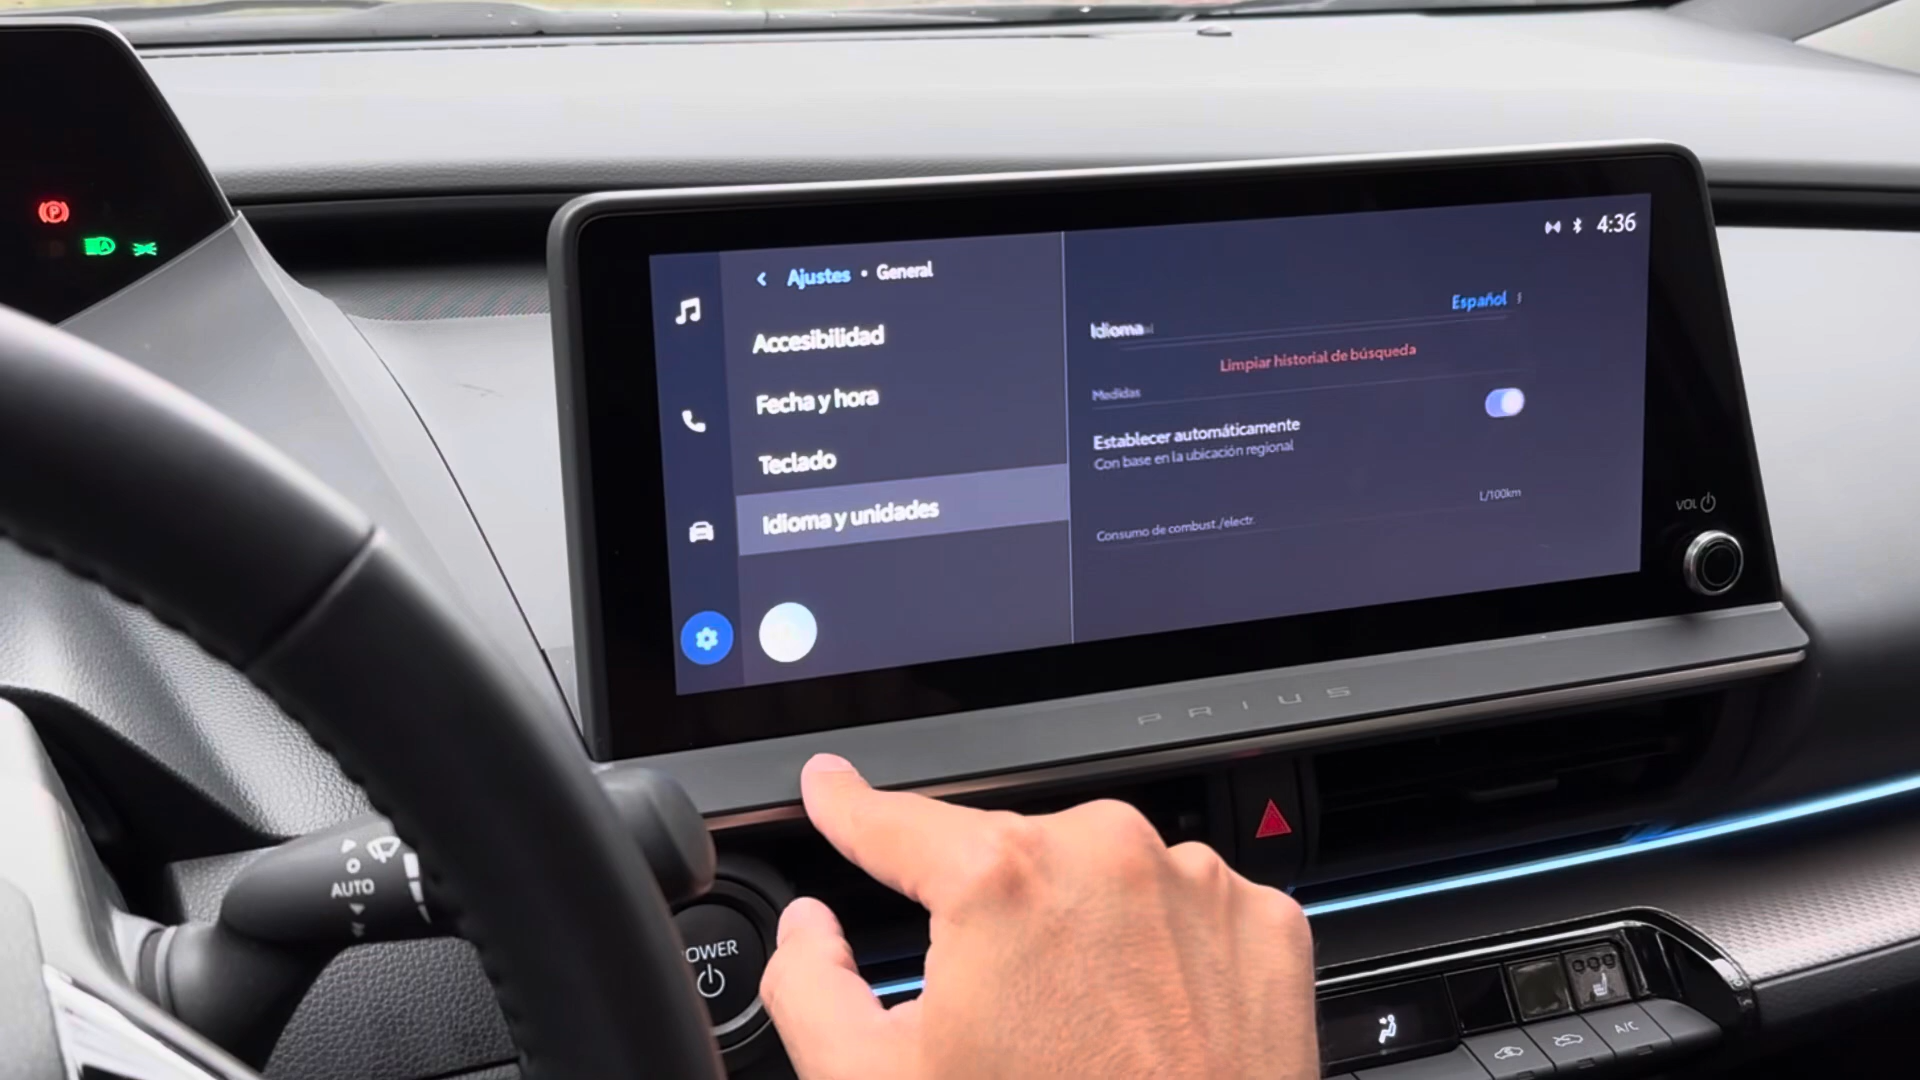 4:36
Ajustes • General
Accesibilidad
Fecha y hora
Teclado
Idioma y unidades
Español
Idioma
Limpiar historial de búsqueda
Medidas
Establecer automáticamente
Con base en la ubicación regional
L/100km
Consumo de combust./electr.
VOL
PRIUS
AUTO
OWER
A/C